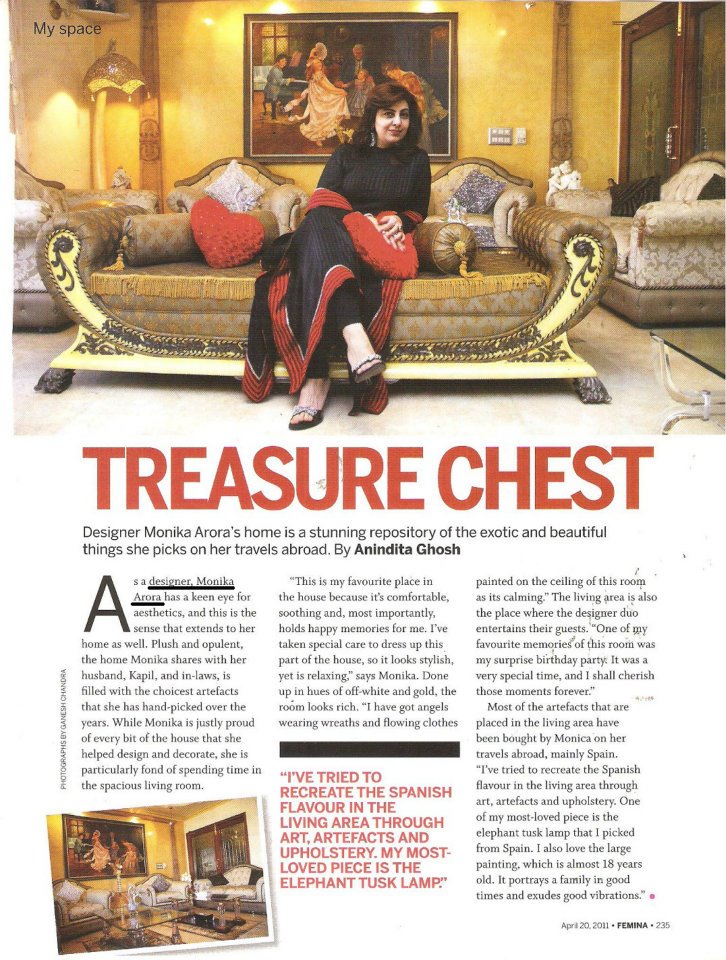 My space
TREASURE CHEST
Designer Monika Arora's home is a stunning repository of the exotic and beautiful
things she picks on her travels abroad. By Anindita Ghosh
As a designer, Monika
Arora has a keen eye for
aesthetics, and this is the
sense that extends to her
home as well. Plush and opulent,
the home Monika shares with her
husband, Kapil, and in-laws, is
filled with the choicest artefacts
that she has hand-picked over the
years. While Monika is justly proud
of every bit of the house that she
helped design and decorate, she is
particularly fond of spending time in
the spacious living room.
PHOTOGRAPHS BY GANESH CHANDRA
"This is my favourite place in
the house because it's comfortable,
soothing and, most importantly,
holds happy memories for me. I've
taken special care to dress up this
part of the house, so it looks stylish,
yet is relaxing," says Monika. Done
up in hues of off-white and gold, the
room looks rich. "I have got angels
wearing wreaths and flowing clothes
"I'VE TRIED TO
RECREATE THE SPANISH
FLAVOUR IN THE
LIVING AREA THROUGH
ART, ARTEFACTS AND
UPHOLSTERY. MY MOST-
LOVED PIECE IS THE
ELEPHANT TUSK LAMP."
painted on the ceiling of this room
as its calming." The living area is also
the place where the designer duo
entertains their guests. "One of my
favourite memories of this room was
my surprise birthday party. It was a
very special time, and I shall cherish
those moments forever."
Most of the artefacts that are
placed in the living area have
been bought by Monica on her
travels abroad, mainly Spain.
"I've tried to recreate the Spanish
flavour in the living area through
art, artefacts and upholstery. One
of my most-loved piece is the
elephant tusk lamp that I picked
from Spain. I also love the large
painting, which is almost 18 years
old. It portrays a family in good
times and exudes good vibrations."
April 20, 2011 • FEMINA • 235